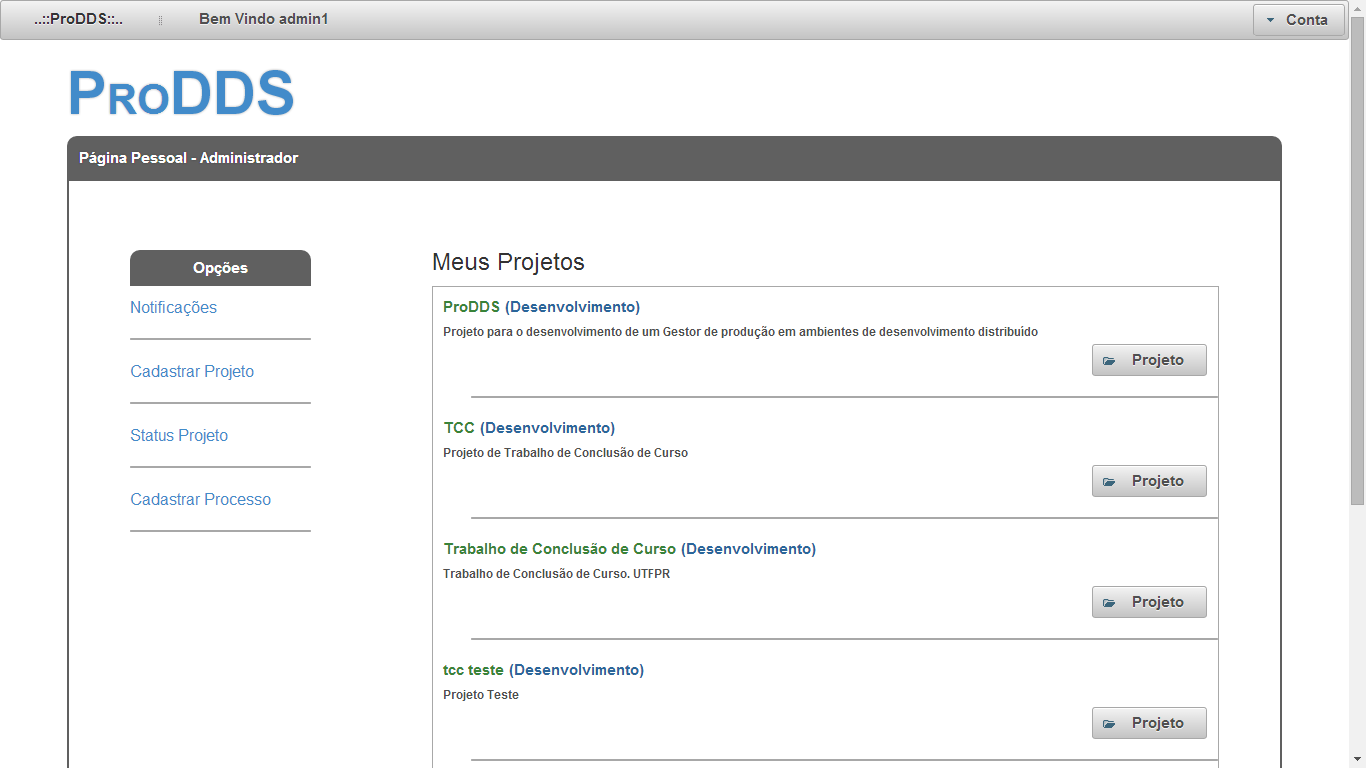 ..::ProDDS::..
Bem Vindo admin1
Conta
ProDDS
Página Pessoal - Administrador
Opções
Notificações
Cadastrar Projeto
Status Projeto
Cadastrar Processo
Meus Projetos
ProDDS (Desenvolvimento)
Projeto para o desenvolvimento de um Gestor de produção em ambientes de desenvolvimento distribuído
Projeto
TCC (Desenvolvimento)
Projeto de Trabalho de Conclusão de Curso
Projeto
Trabalho de Conclusão de Curso (Desenvolvimento)
Trabalho de Conclusão de Curso. UTFPR
Projeto
tcc teste (Desenvolvimento)
Projeto Teste
Projeto